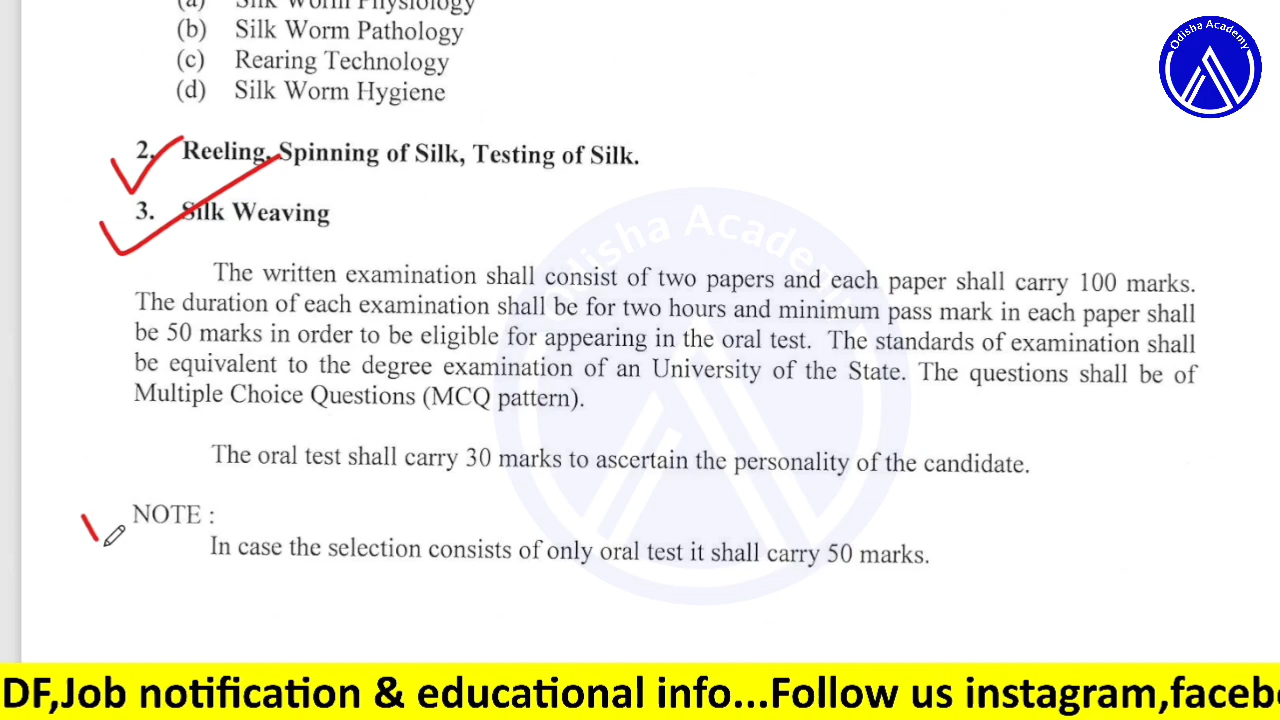 (a) Silk Worm Physiology
(b) Silk Worm Pathology
(c) Rearing Technology
(d) Silk Worm Hygiene
Odisha Academy
2. Reeling, Spinning of Silk, Testing of Silk.
3. Silk Weaving
Odisha Academy
The written examination shall consist of two papers and each paper shall carry 100 marks.
The duration of each examination shall be for two hours and minimum pass mark in each paper shall
be 50 marks in order to be eligible for appearing in the oral test. The standards of examination shall
be equivalent to the degree examination of an University of the State. The questions shall be of
Multiple Choice Questions (MCQ pattern).
The oral test shall carry 30 marks to ascertain the personality of the candidate.
NOTE :
In case the selection consists of only oral test it shall carry 50 marks.
DF,Job notification & educational info...Follow us instagram,faceb